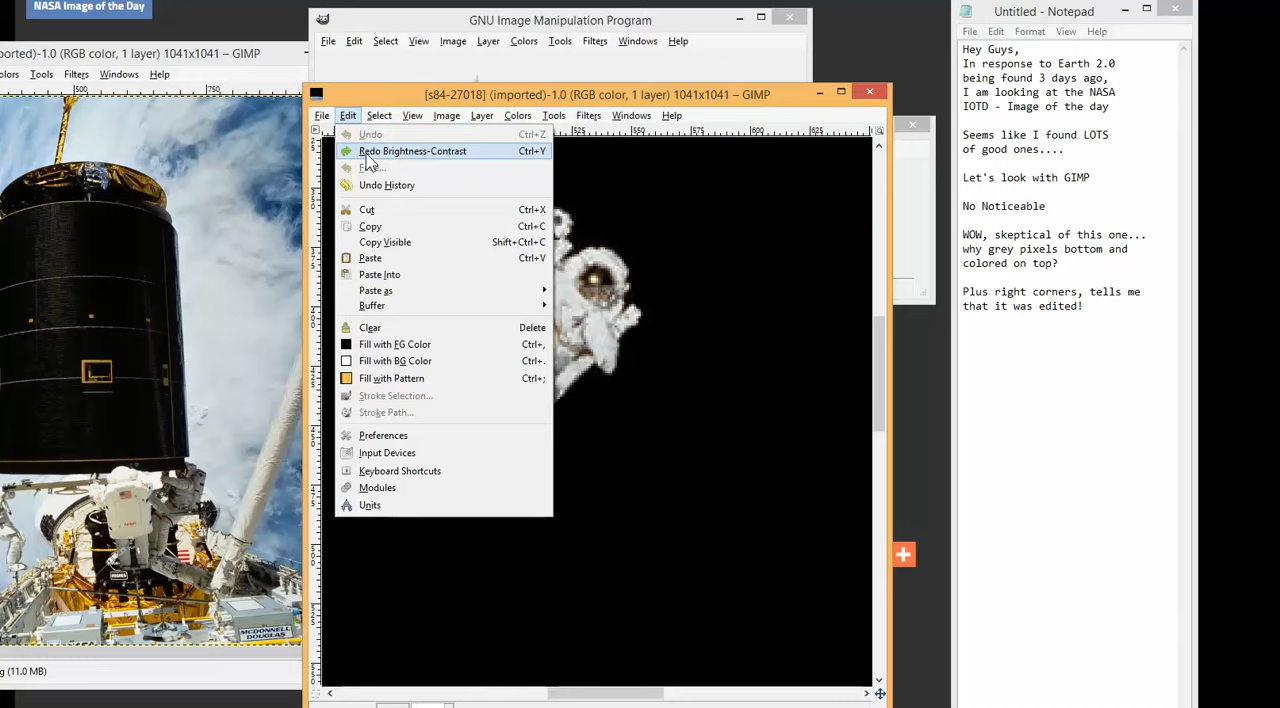 NASA Image of the Day
GNU Image Manipulation Program
File Edit Select View Image Layer Colors Tools Filters Windows Help
ported)-1.0 (RGB color, 1 layer) 1041x1041 – GIMP
olors Tools Filters Windows Help
500 750
MCDONNELL
DOUGLAS
HUGHES
g (11.0 MB)
[s84-27018] (imported)-1.0 (RGB color, 1 layer) 1041x1041 – GIMP
File Edit Select View Image Layer Colors Tools Filters Windows Help
525 550 575 600
Undo Ctrl+Z
Redo Brightness-Contrast Ctrl+Y
Undo History
Cut Ctrl+X
Copy Ctrl+C
Copy Visible Shift+Ctrl+C
Paste Ctrl+V
Paste Into
Paste as
Buffer
Clear Delete
Fill with FG Color Ctrl+,
Fill with BG Color Ctrl+.
Fill with Pattern Ctrl+;
Stroke Selection...
Stroke Path...
Preferences
Input Devices
Keyboard Shortcuts
Modules
Units
Untitled - Notepad
File Edit Format View Help
Hey Guys,
In response to Earth 2.0
being found 3 days ago,
I am looking at the NASA
IOTD - Image of the day
Seems like I found LOTS
of good ones....
Let's look with GIMP
No Noticeable
WOW, skeptical of this one...
why grey pixels bottom and
colored on top?
Plus right corners, tells me
that it was edited!